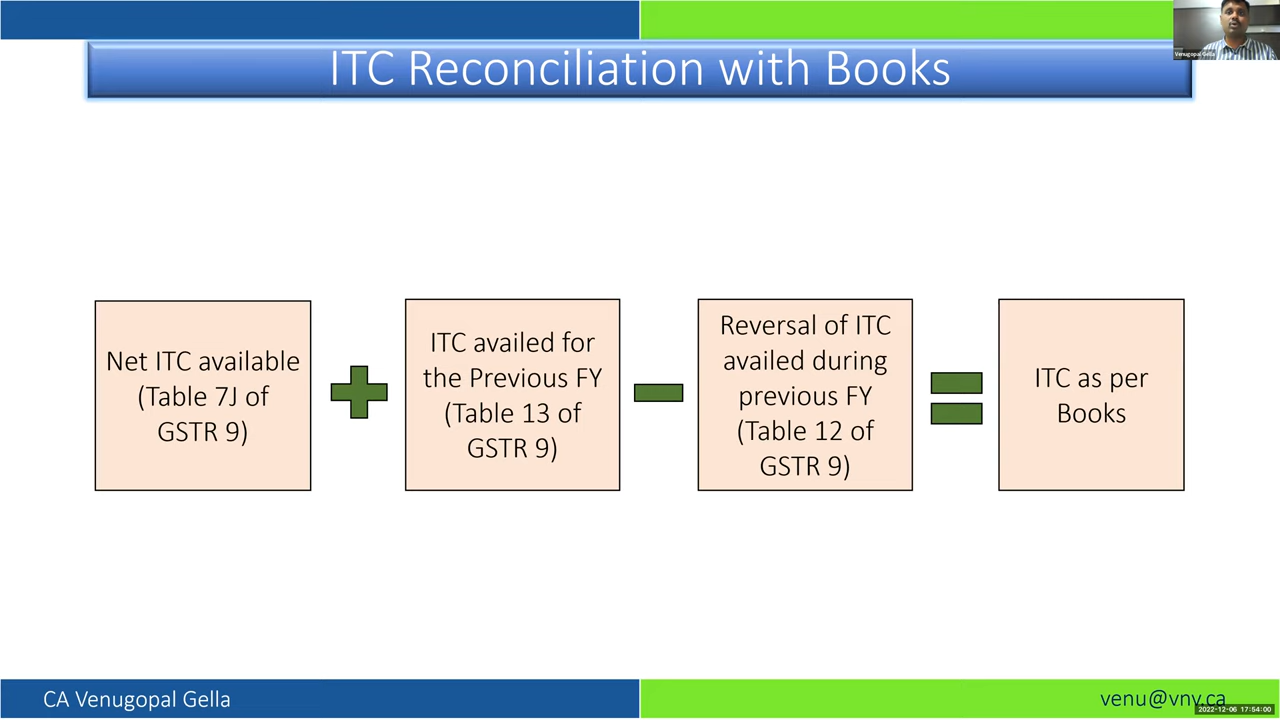 ITC Reconciliation with Books
Venugopal Gella
Net ITC available
(Table 7J of
GSTR 9)
ITC availed for
the Previous FY
(Table 13 of
GSTR 9)
Reversal of ITC
availed during
previous FY
(Table 12 of
GSTR 9)
ITC as per
Books
CA Venugopal Gella
venu@vnv.ca
2022-12-06 17:54:00